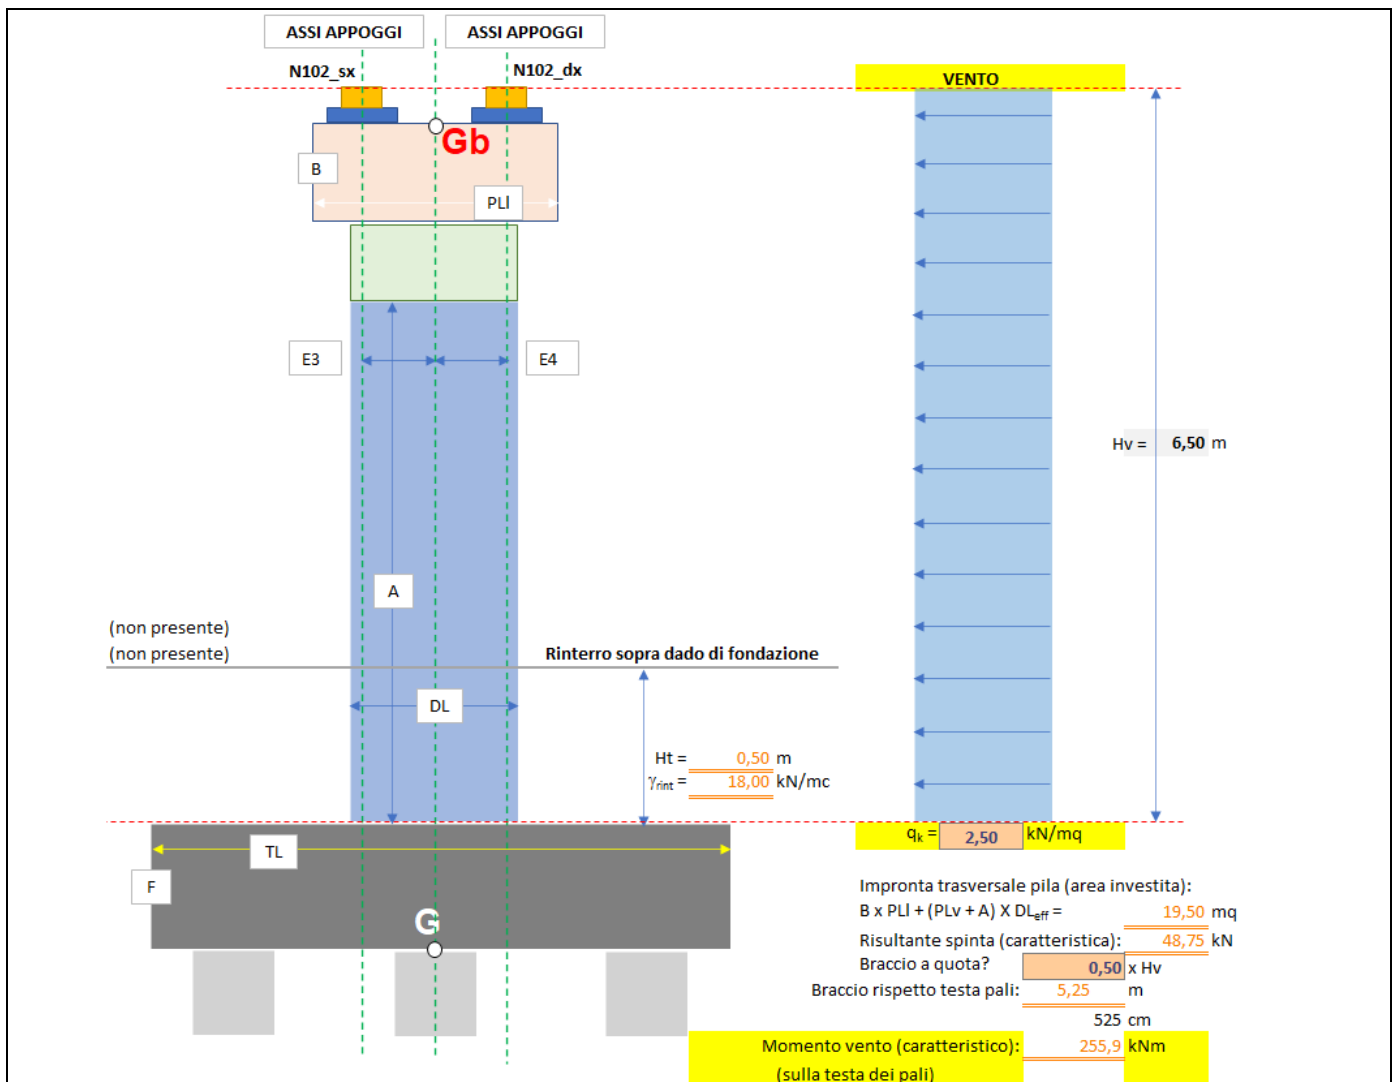 ASSI APPOGGI ASSI APPOGGI
N102_sx N102_dx
VENTO
Gb
B
PLl
E3 E4
Hv = 6,50 m
A
(non presente)
(non presente) Rinterro sopra dado di fondazione
DL
Ht = 0,50 m
γrint = 18,00 kN/mc
qk = 2,50 kN/mq
TL
F
G
Impronta trasversale pila (area investita):
B x PLl + (PLv + A) X DLeff = 19,50 mq
Risultante spinta (caratteristica): 48,75 kN
Braccio a quota? 0,50 x Hv
Braccio rispetto testa pali: 5,25 m
525 cm
Momento vento (caratteristico): 255,9 kNm
(sulla testa dei pali)